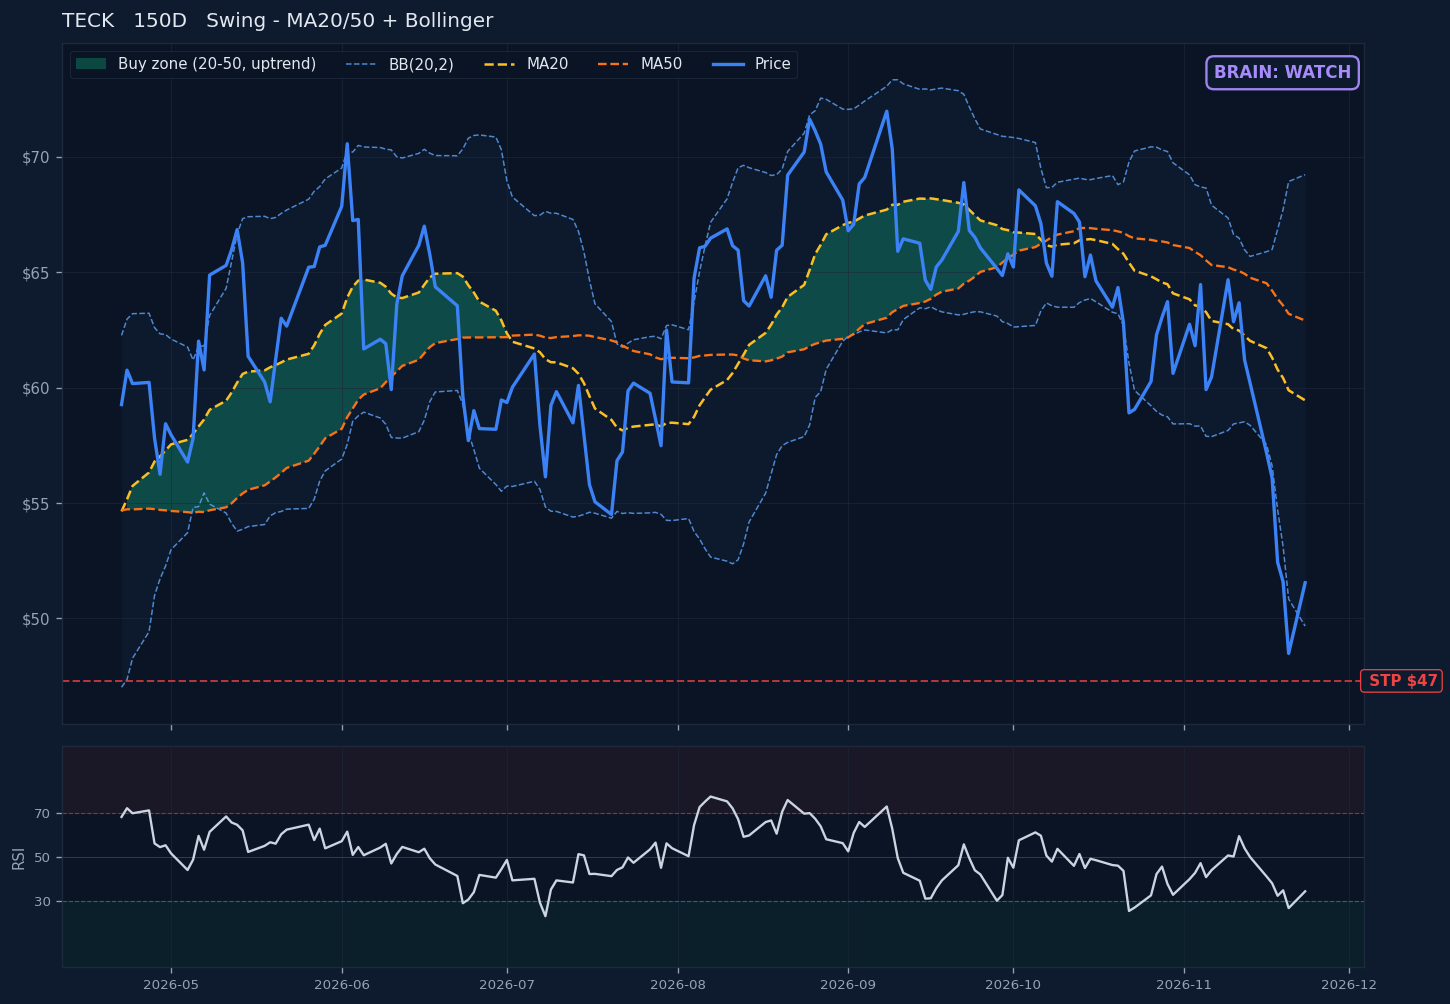 TECK   150D   Swing - MA20/50 + Bollinger
Buy zone (20-50, uptrend)   BB(20,2)   MA20   MA50   Price
BRAIN: WATCH
$70
$65
$60
$55
$50
STP $47
70
50
30
RSI
2026-05   2026-06   2026-07   2026-08   2026-09   2026-10   2026-11   2026-12